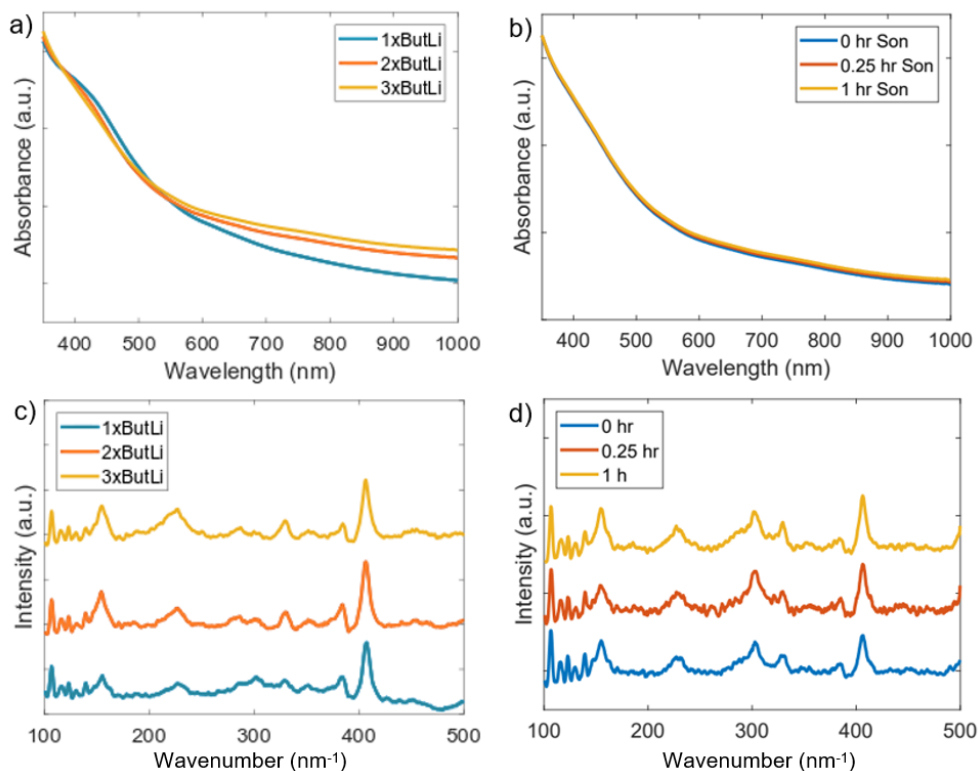 a)
1xButLi
2xButLi
3xButLi
Absorbance (a.u.)
400 500 600 700 800 900 1000
Wavelength (nm)
b)
0 hr Son
0.25 hr Son
1 hr Son
Absorbance (a.u.)
400 500 600 700 800 900 1000
Wavelength (nm)
c)
1xButLi
2xButLi
3xButLi
Intensity (a.u.)
100 200 300 400 500
Wavenumber (nm-1)
d)
0 hr
0.25 hr
1 h
Intensity (a.u.)
100 200 300 400 500
Wavenumber (nm-1)